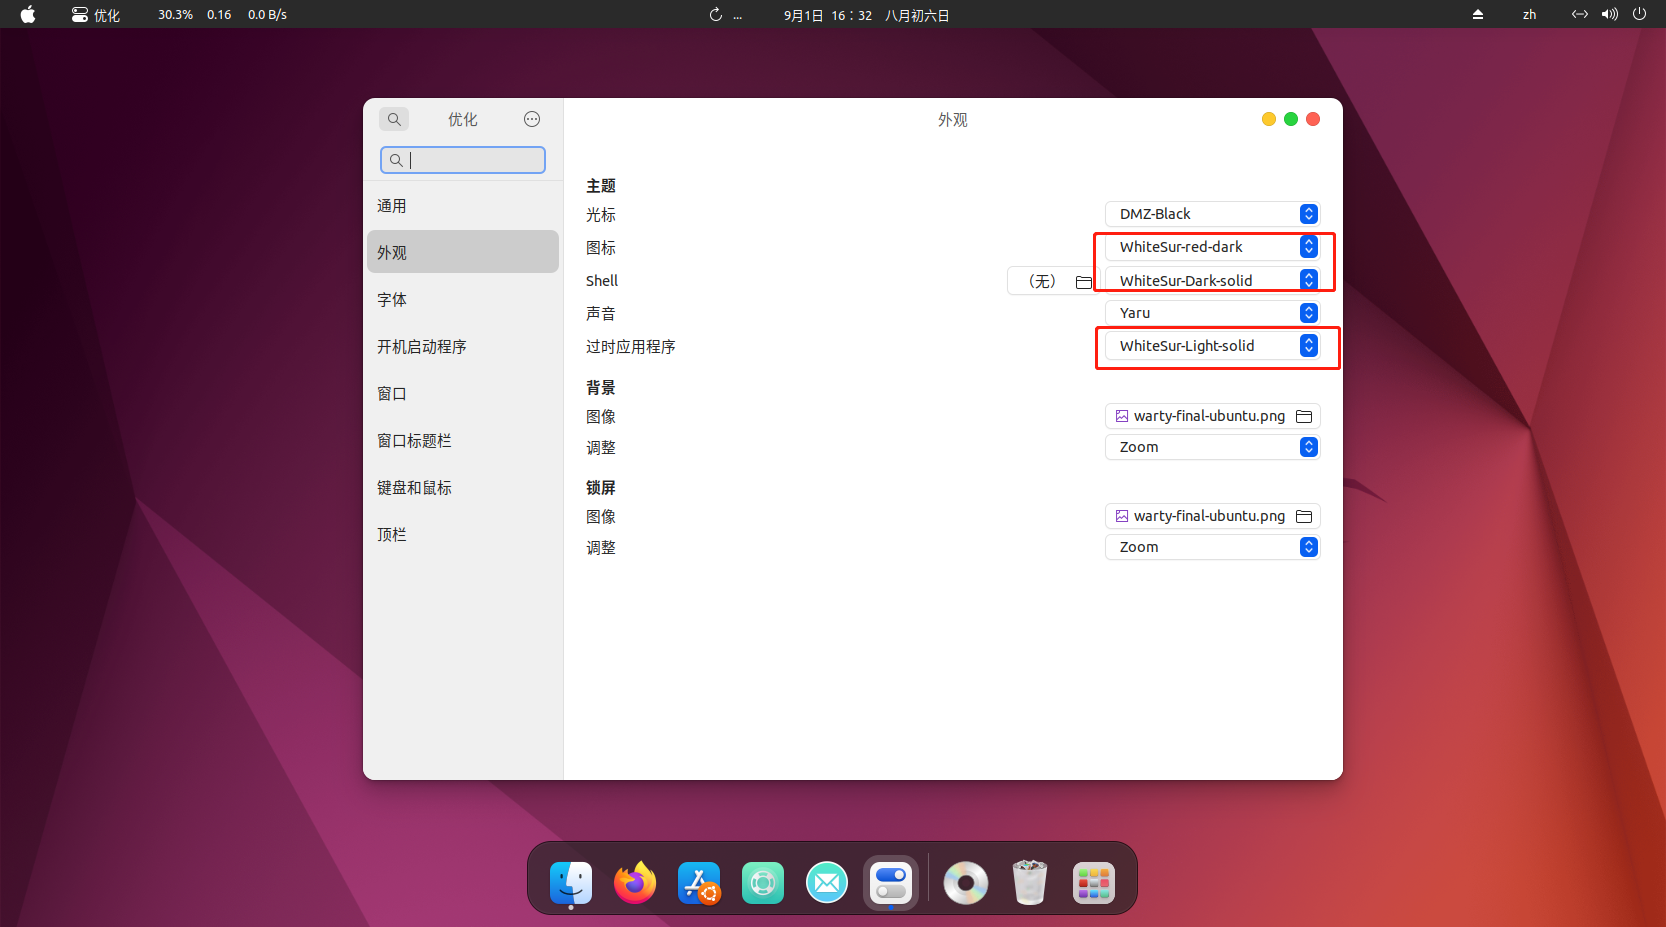 优化 30.3% 0.16 0.0 B/s ... 9月1日 16：32 八月初六日 zh
优化
外观
通用
外观
字体
开机启动程序
窗口
窗口标题栏
键盘和鼠标
顶栏
主题
光标 DMZ-Black
图标 WhiteSur-red-dark
Shell （无） WhiteSur-Dark-solid
声音 Yaru
过时应用程序 WhiteSur-Light-solid
背景
图像 warty-final-ubuntu.png
调整 Zoom
锁屏
图像 warty-final-ubuntu.png
调整 Zoom